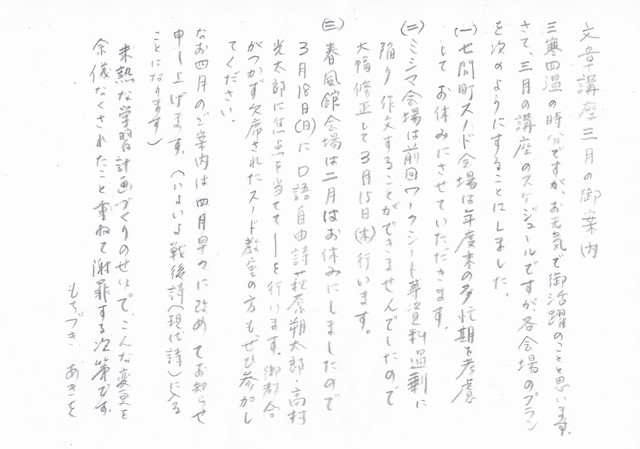 文章講座三月の御案内
三寒四温の時分ですが、お元気で御活躍のことと思います。
さて、三月の講座のスケジュールですが、各会場のプラン
を次のようにすることにしました。
(一)七間町スノード会場は年度末の多忙期を考慮
してお休みにさせていただきます。
(二)ミシマ会場は前回ワークシート等資料過剰に
陥り作文することができませんでしたので
大幅修正して3月15日(木)行います。
(三)春風館会場は二月はお休みにしましたので
3月18日(日)に口語自由詩―萩原朔太郎・高村
光太郎に焦点を当てて―を行います。御都合
がつかず欠席されたスノード教室の方もぜひ参加し
てください。
なお四月のご案内は四月早々に改めてお知らせ
申し上げます。(いよいよ戦後詩(現代詩)に入る
ことになります)
未熟な学習計画づくりのせいで、こんな変更を
余儀なくされたこと重ねて謝罪する次第です。
もちづき あきを